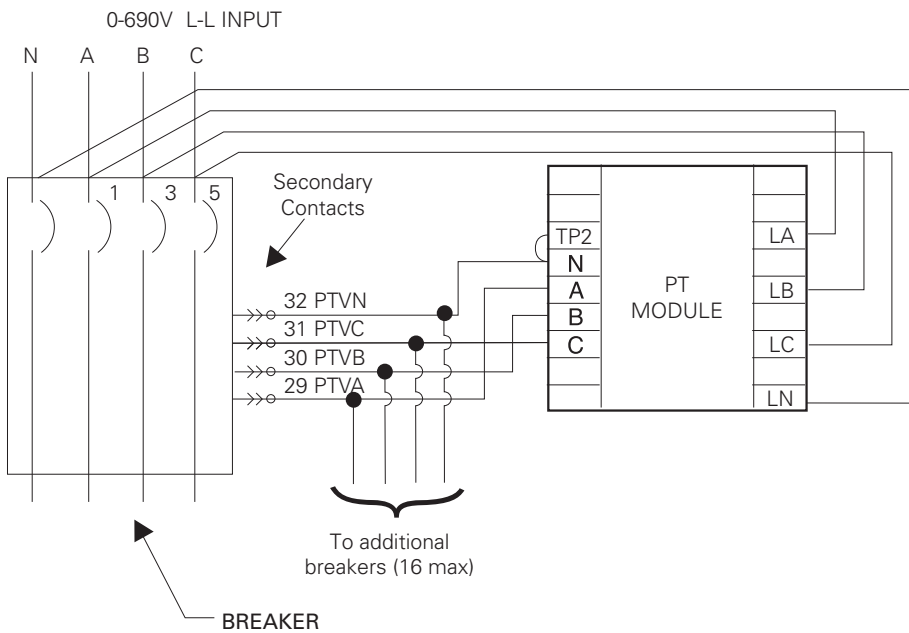 0-690V L-L INPUT
N A B C
1 3 5
Secondary
Contacts
32 PTVN
31 PTVC
30 PTVB
29 PTVA
TP2
N
A
B
C
PT
MODULE
LA
LB
LC
LN
To additional
breakers (16 max)
BREAKER